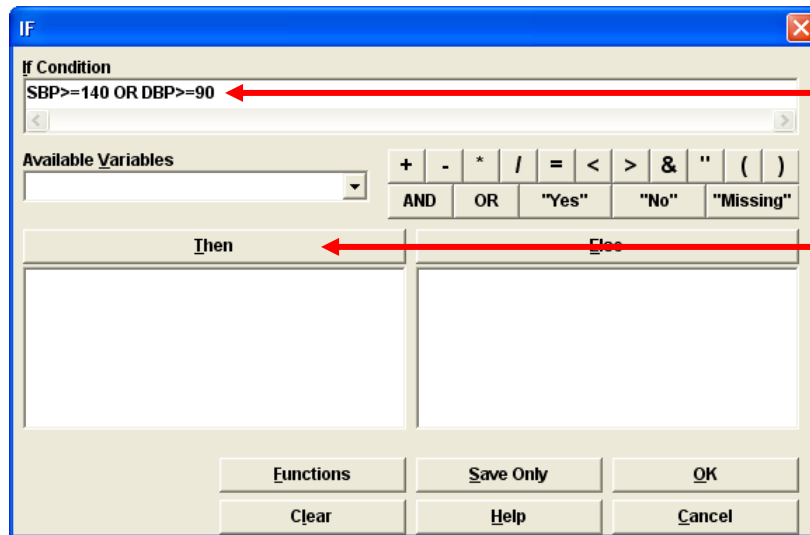 IF
If Condition
SBP>=140 OR DBP>=90
Available Variables
+ - * / = < > & " ( )
AND OR "Yes" "No" "Missing"
Then Else
Functions Save Only OK
Clear Help Cancel